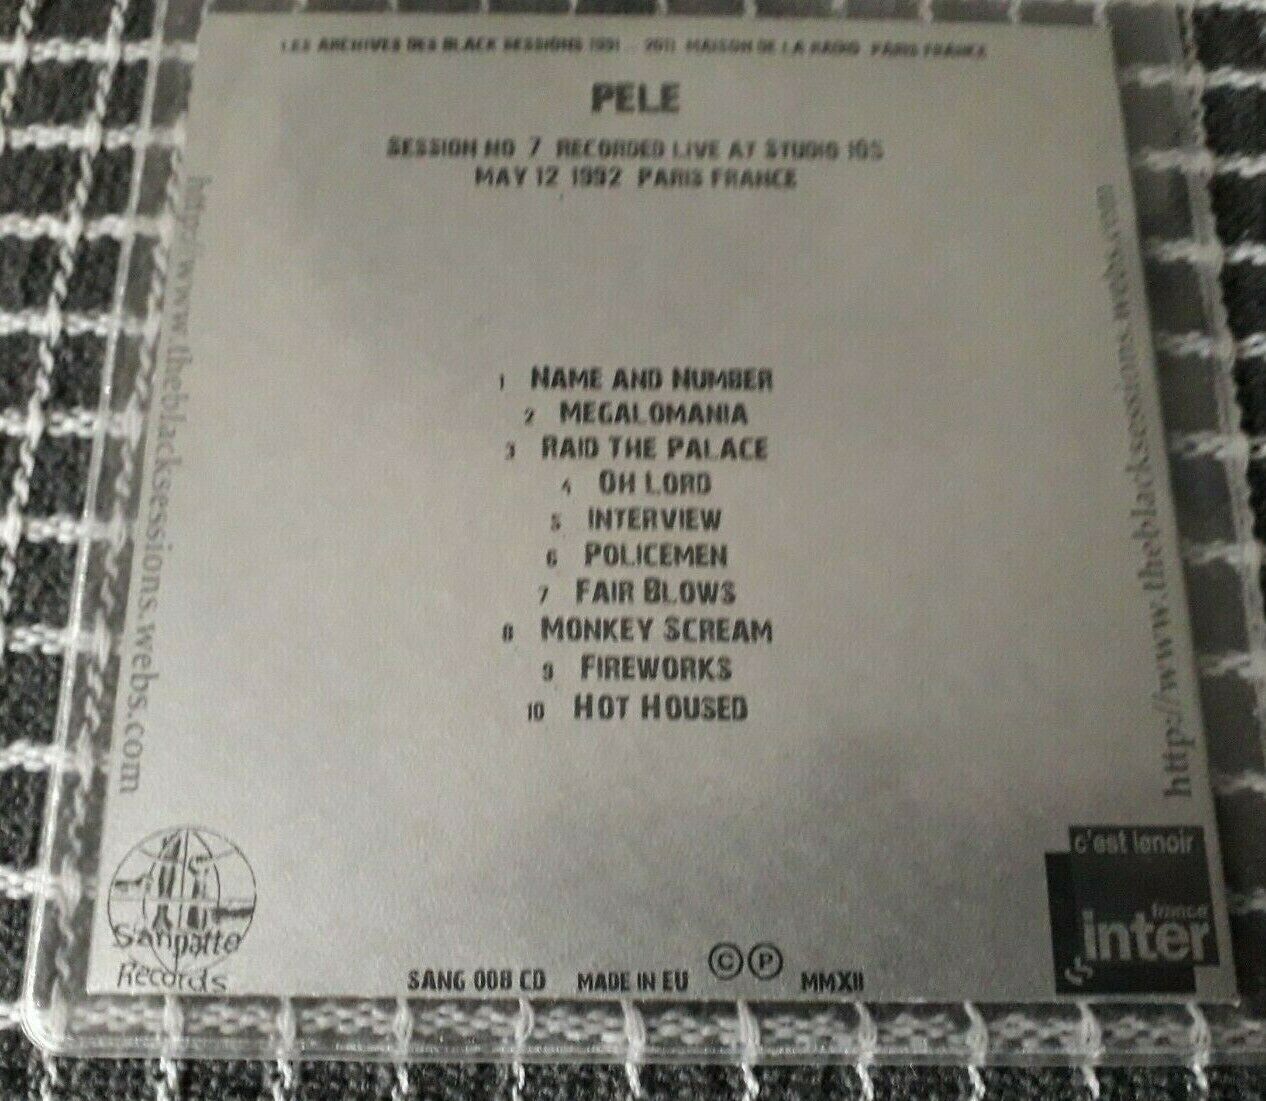 LES ARCHIVES DES BLACK SESSIONS 1991 - 2011 MAISON DE LA RADIO PARIS FRANCE
PELE
SESSION NO 7 RECORDED LIVE AT STUDIO 105
MAY 12 1992 PARIS FRANCE
http://www.theblacksessions.webs.com
http://www.theblacksessions.webs.com
1 NAME AND NUMBER
2 MEGALOMANIA
3 RAID THE PALACE
4 OH LORD
5 INTERVIEW
6 POLICEMEN
7 FAIR BLOWS
8 MONKEY SCREAM
9 FIREWORKS
10 HOT HOUSED
Sanpatto
Records
SANG 008 CD MADE IN EU © ℗ MMXII
c'est lenoir
france
inter